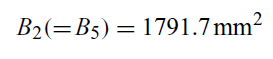 B₂(=B₅) = 1791.7 mm²